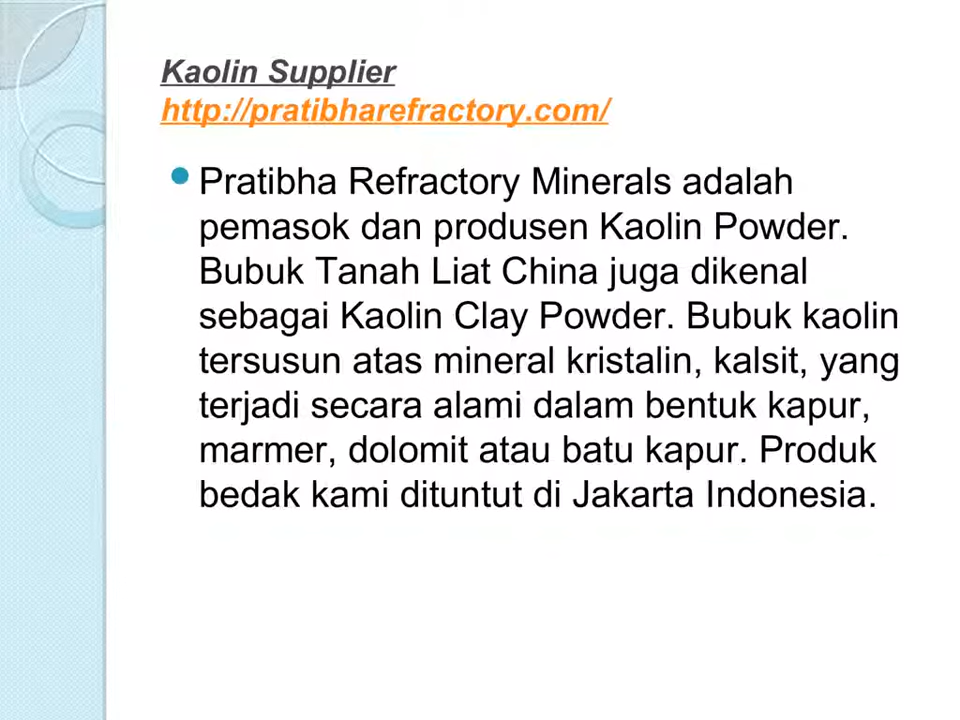 Kaolin Supplier
http://pratibharefractory.com/
Pratibha Refractory Minerals adalah
pemasok dan produsen Kaolin Powder.
Bubuk Tanah Liat China juga dikenal
sebagai Kaolin Clay Powder. Bubuk kaolin
tersusun atas mineral kristalin, kalsit, yang
terjadi secara alami dalam bentuk kapur,
marmer, dolomit atau batu kapur. Produk
bedak kami dituntut di Jakarta Indonesia.